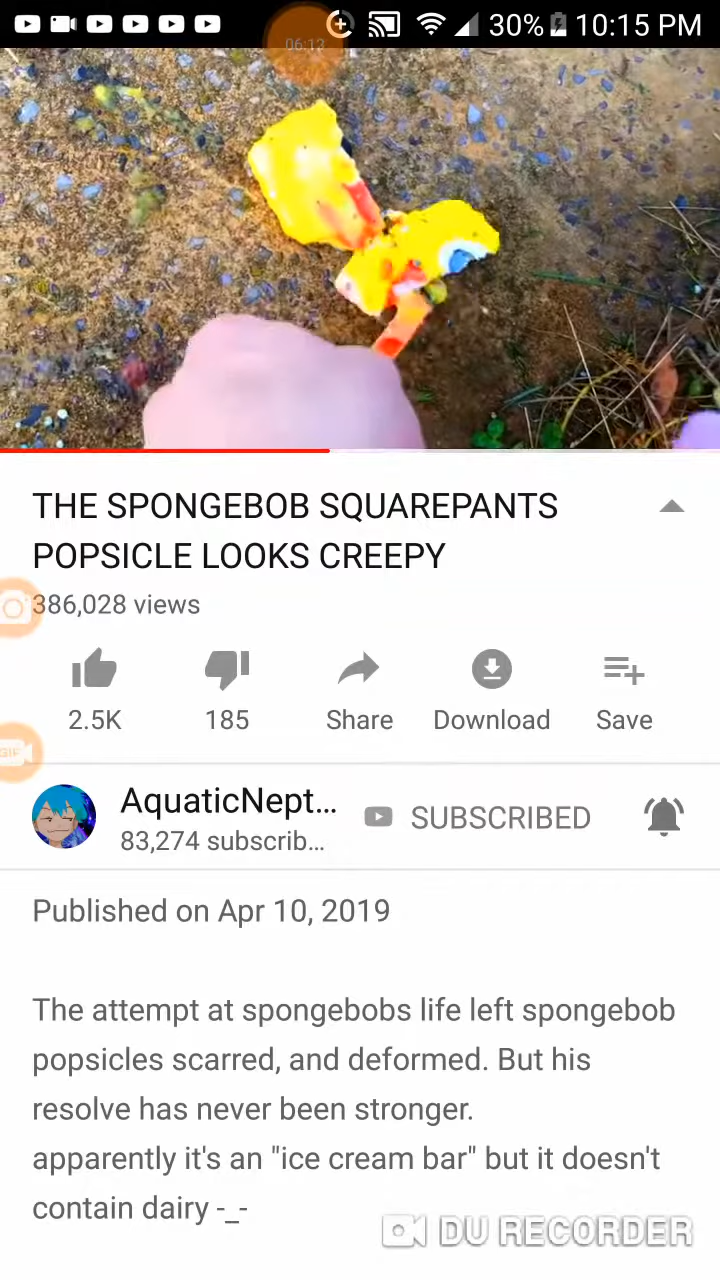 30% 10:15 PM
06:13
THE SPONGEBOB SQUAREPANTS
POPSICLE LOOKS CREEPY
386,028 views
2.5K 185 Share Download Save
GIF
AquaticNept... SUBSCRIBED
83,274 subscrib...
Published on Apr 10, 2019
The attempt at spongebobs life left spongebob
popsicles scarred, and deformed. But his
resolve has never been stronger.
apparently it's an "ice cream bar" but it doesn't
contain dairy -_-
DU RECORDER